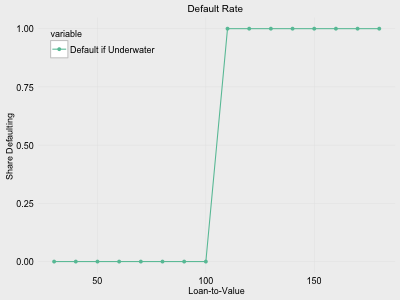 Default Rate
variable
Default if Underwater
1.00
0.75
0.50
0.25
0.00
Share Defaulting
50
100
150
Loan-to-Value